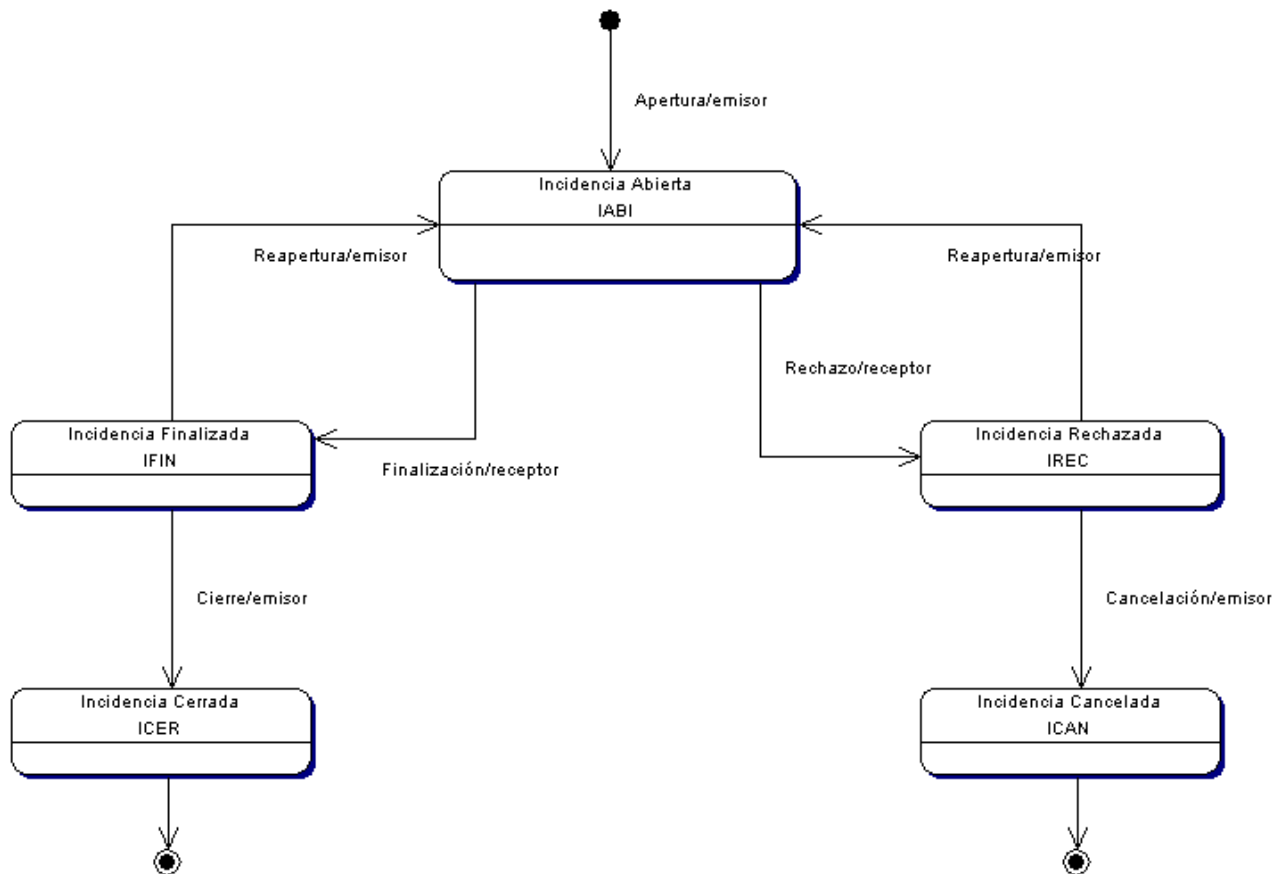 Apertura/emisor
Incidencia Abierta
IABI
Reapertura/emisor
Reapertura/emisor
Rechazo/receptor
Incidencia Finalizada
IFIN
Finalización/receptor
Incidencia Rechazada
IREC
Cierre/emisor
Cancelación/emisor
Incidencia Cerrada
ICER
Incidencia Cancelada
ICAN